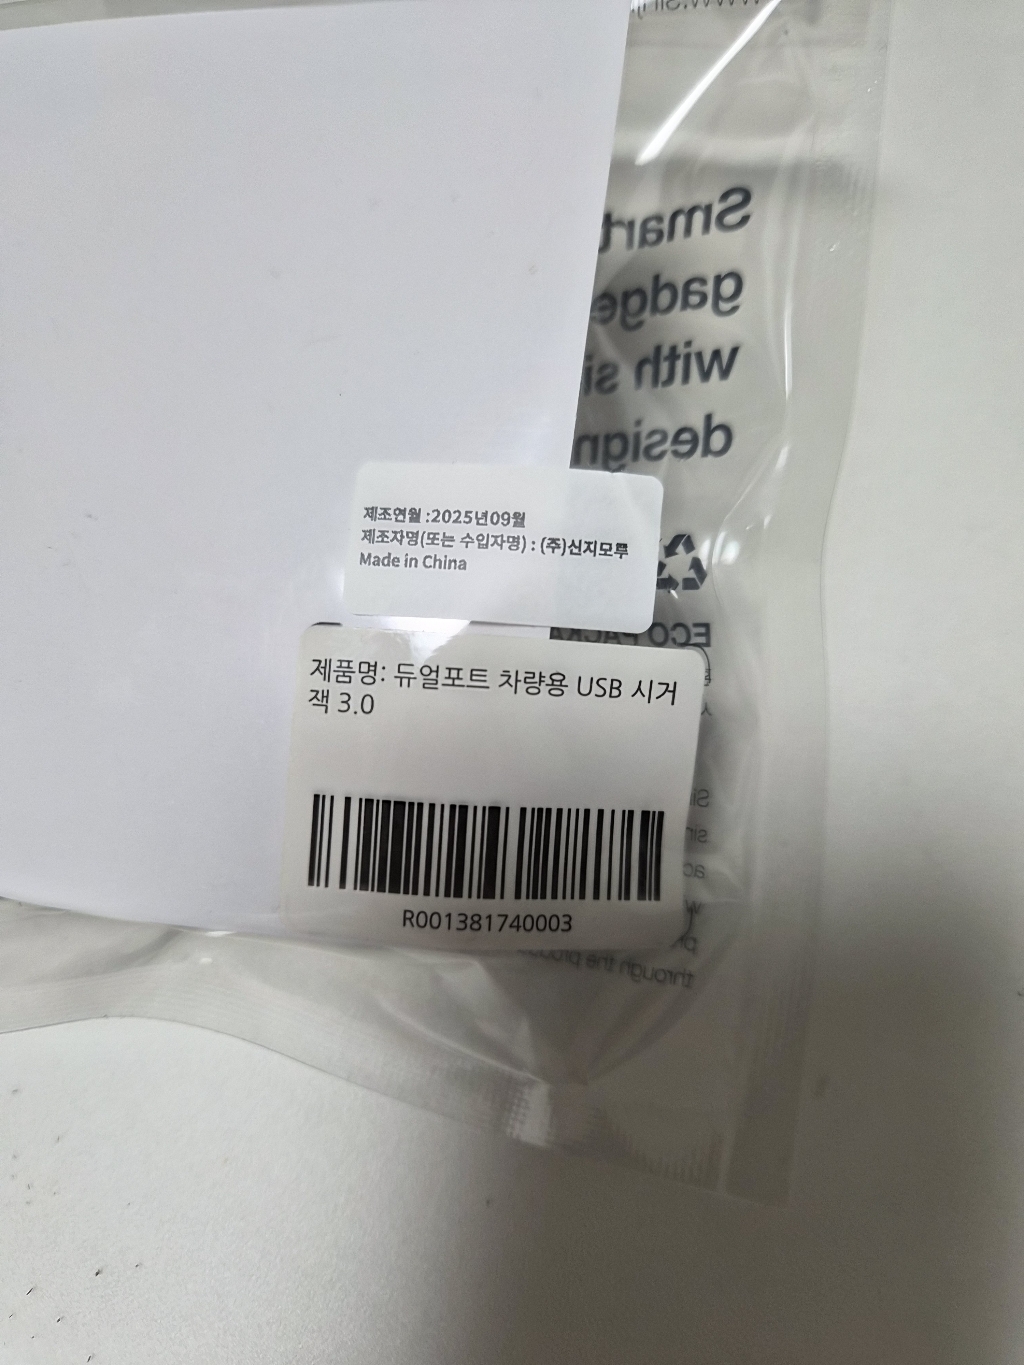 Smart
gadge
with si
design
제조연월 :2025년09월
제조자명(또는 수입자명) : (주)신지모루
Made in China
ECO PACKA
제품명: 듀얼포트 차량용 USB 시거
잭 3.0
R001381740003
through the